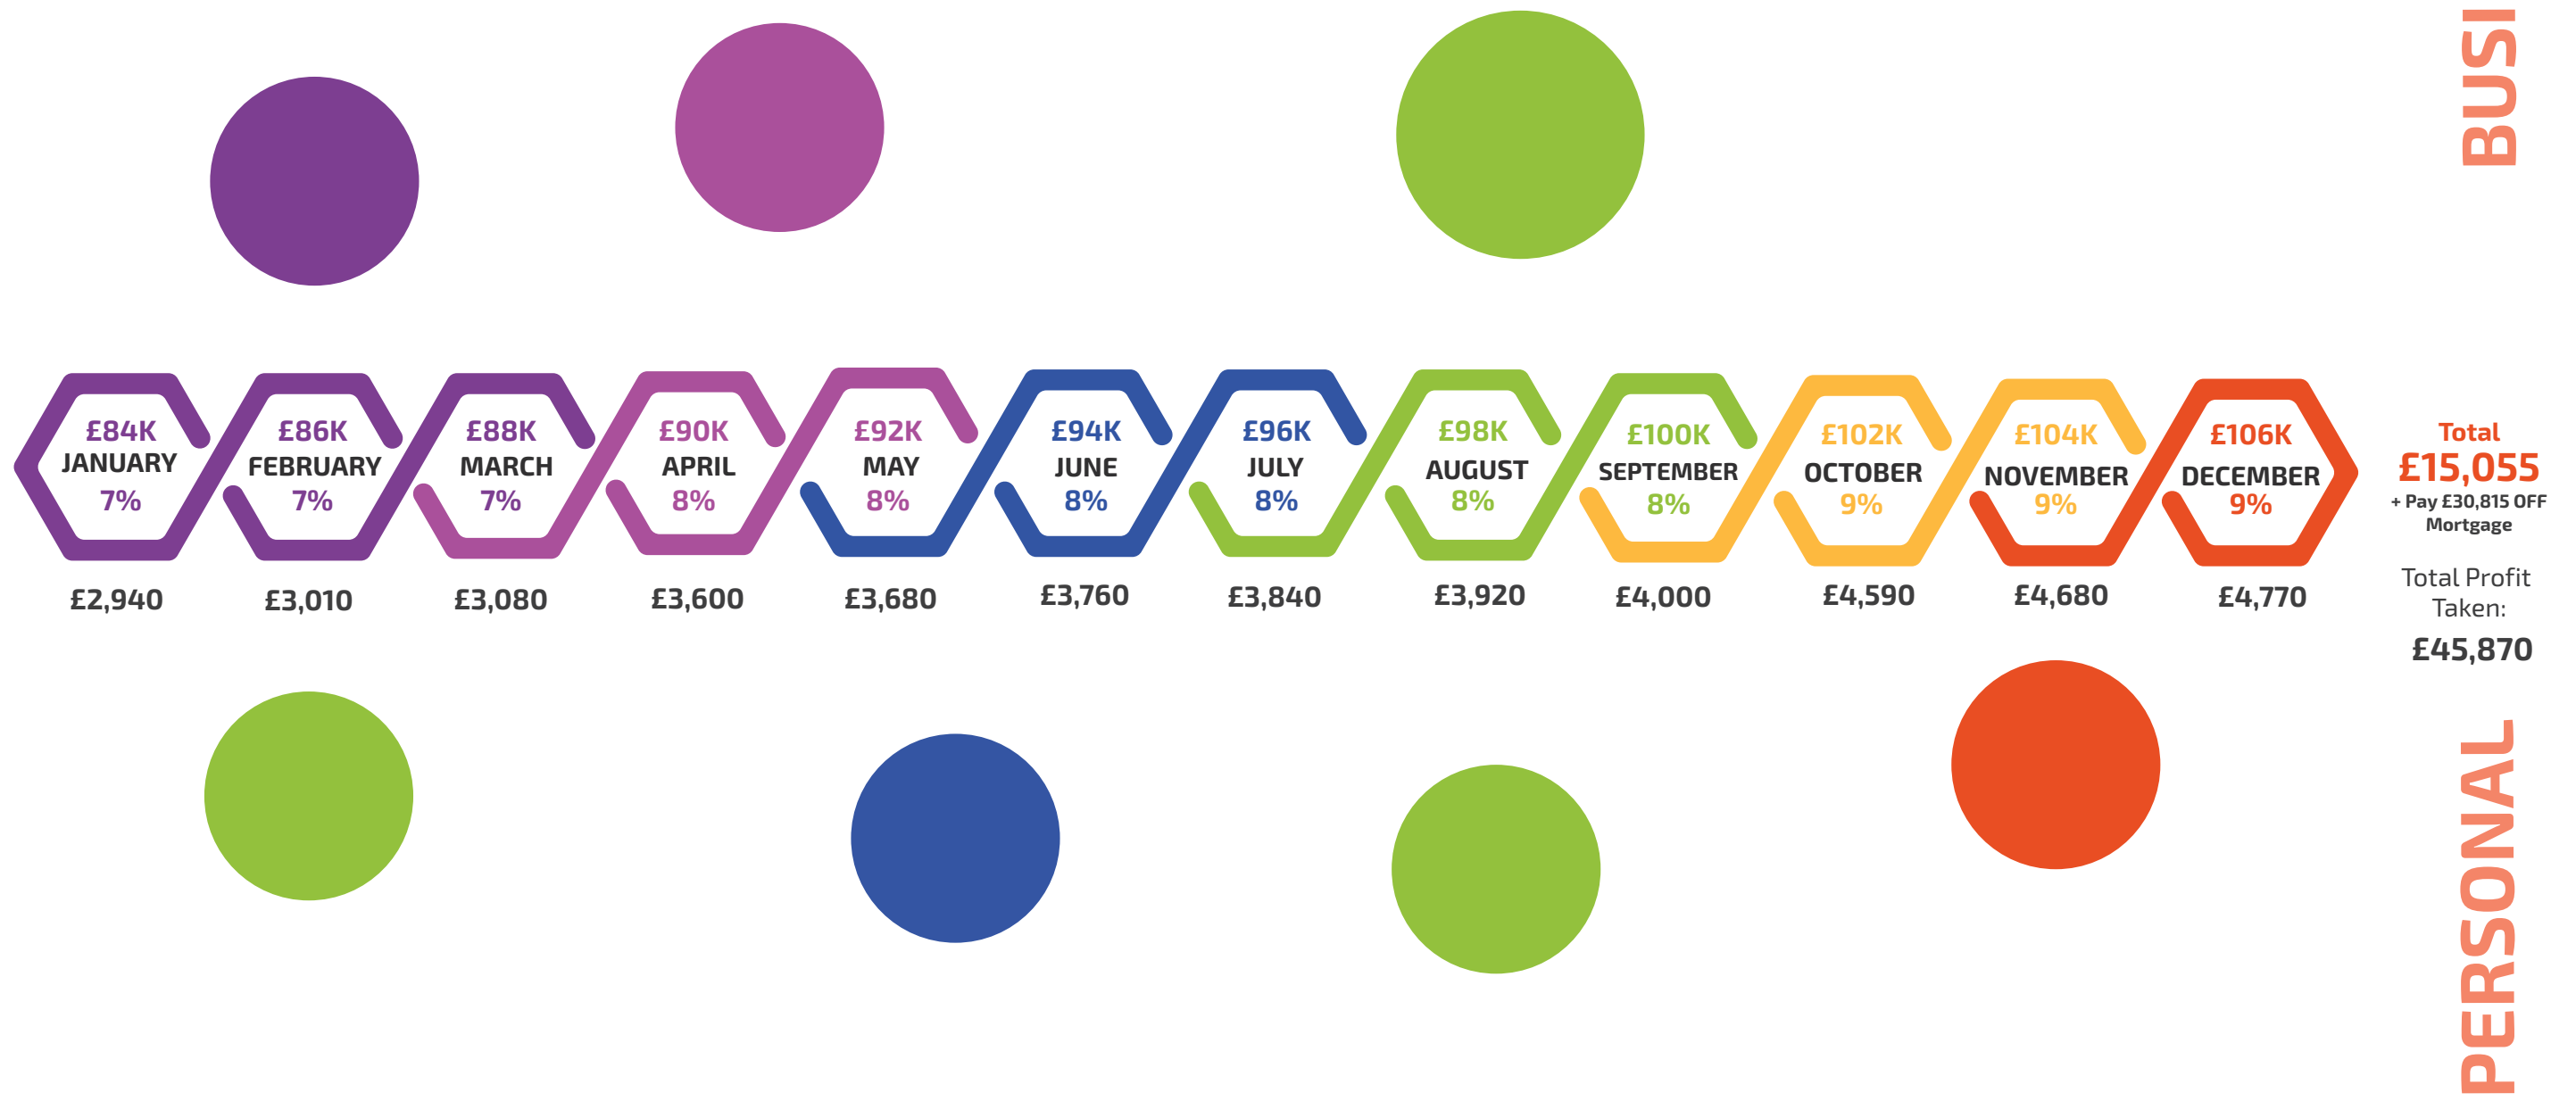 BUSI
£84K
JANUARY
7%
£2,940
£86K
FEBRUARY
7%
£3,010
£88K
MARCH
7%
£3,080
£90K
APRIL
8%
£3,600
£92K
MAY
8%
£3,680
£94K
JUNE
8%
£3,760
£96K
JULY
8%
£3,840
£98K
AUGUST
8%
£3,920
£100K
SEPTEMBER
8%
£4,000
£102K
OCTOBER
9%
£4,590
£104K
NOVEMBER
9%
£4,680
£106K
DECEMBER
9%
£4,770
Total
£15,055
+ Pay £30,815 OFF
Mortgage
Total Profit
Taken:
£45,870
PERSONAL